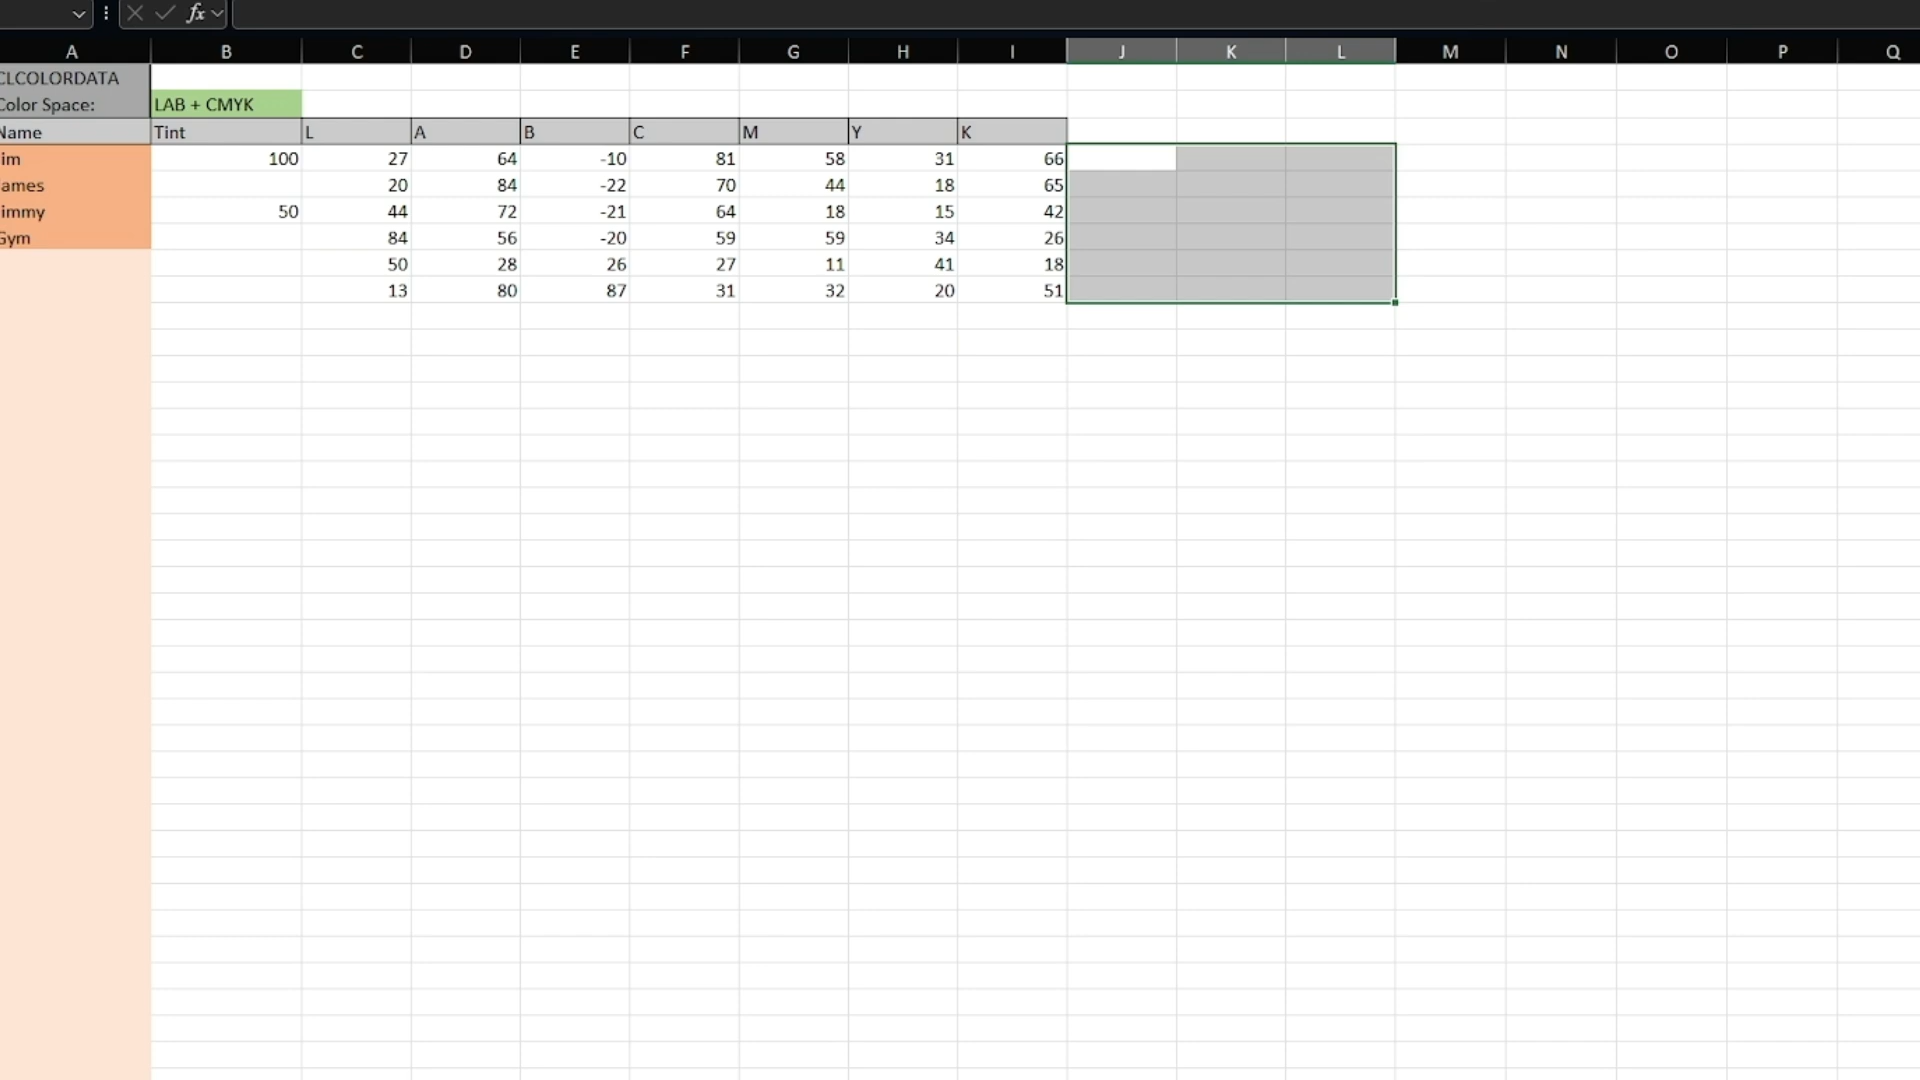 fx
A B C D E F G H I J K L M N O P Q
CLCOLORDATA
Color Space: LAB + CMYK
Name Tint L A B C M Y K
im 100 27 64 -10 81 58 31 66
ames 20 84 -22 70 44 18 65
immy 50 44 72 -21 64 18 15 42
Gym 84 56 -20 59 59 34 26
50 28 26 27 11 41 18
13 80 87 31 32 20 51